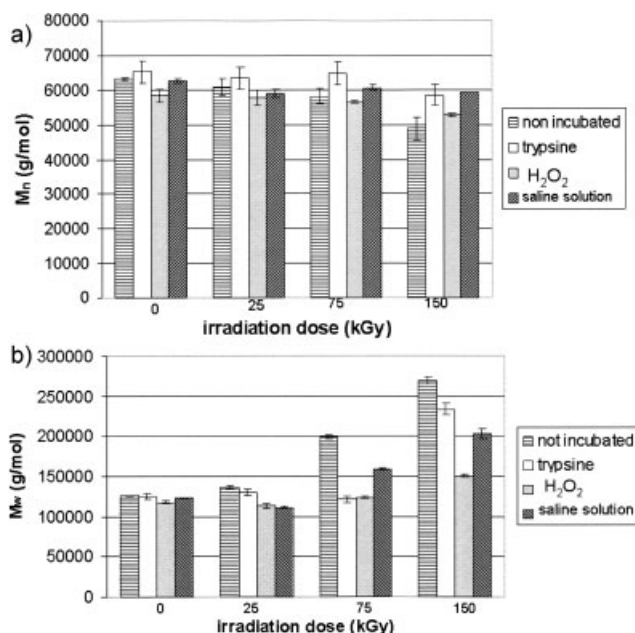 a)
80000
70000
60000
50000
40000
30000
20000
10000
0
Mn (g/mol)
0 25 75 150
irradiation dose (kGy)
non incubated
trypsine
H2O2
saline solution
b)
300000
250000
200000
150000
100000
50000
0
Mw (g/mol)
0 25 75 150
irradiation dose (kGy)
not incubated
trypsine
H2O2
saline solution